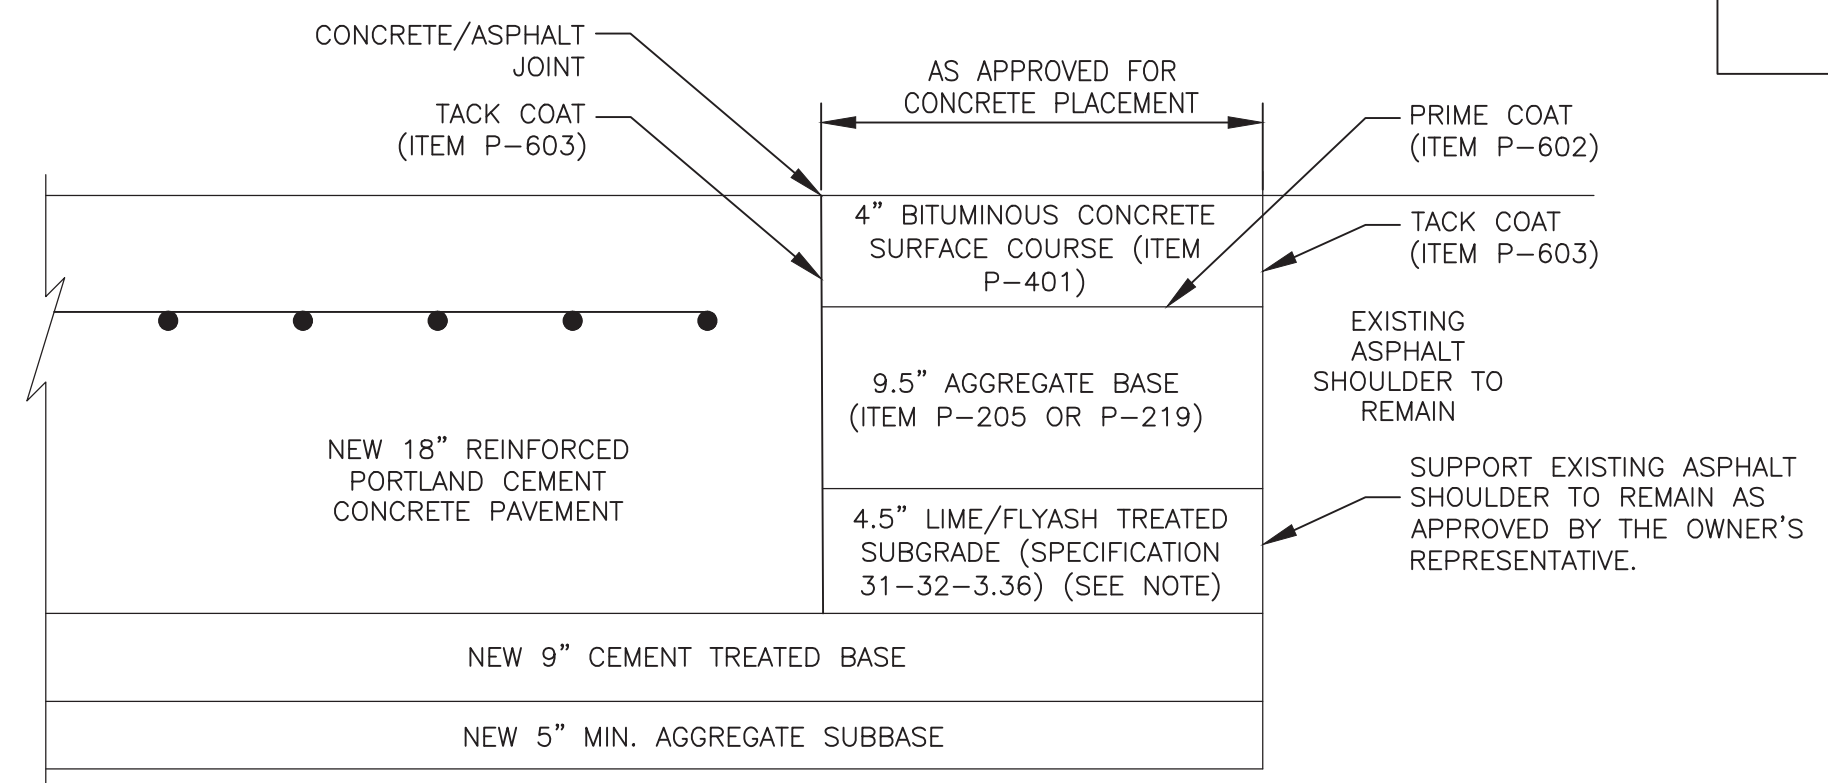 CONCRETE/ASPHALT
JOINT
TACK COAT
(ITEM P-603)
AS APPROVED FOR
CONCRETE PLACEMENT
PRIME COAT
(ITEM P-602)
TACK COAT
(ITEM P-603)
4” BITUMINOUS CONCRETE
SURFACE COURSE (ITEM
P-401)
EXISTING
ASPHALT
SHOULDER TO
REMAIN
9.5” AGGREGATE BASE
(ITEM P-205 OR P-219)
NEW 18” REINFORCED
PORTLAND CEMENT
CONCRETE PAVEMENT
SUPPORT EXISTING ASPHALT
SHOULDER TO REMAIN AS
APPROVED BY THE OWNER’S
REPRESENTATIVE.
4.5” LIME/FLYASH TREATED
SUBGRADE (SPECIFICATION
31-32-3.36) (SEE NOTE)
NEW 9” CEMENT TREATED BASE
NEW 5” MIN. AGGREGATE SUBBASE